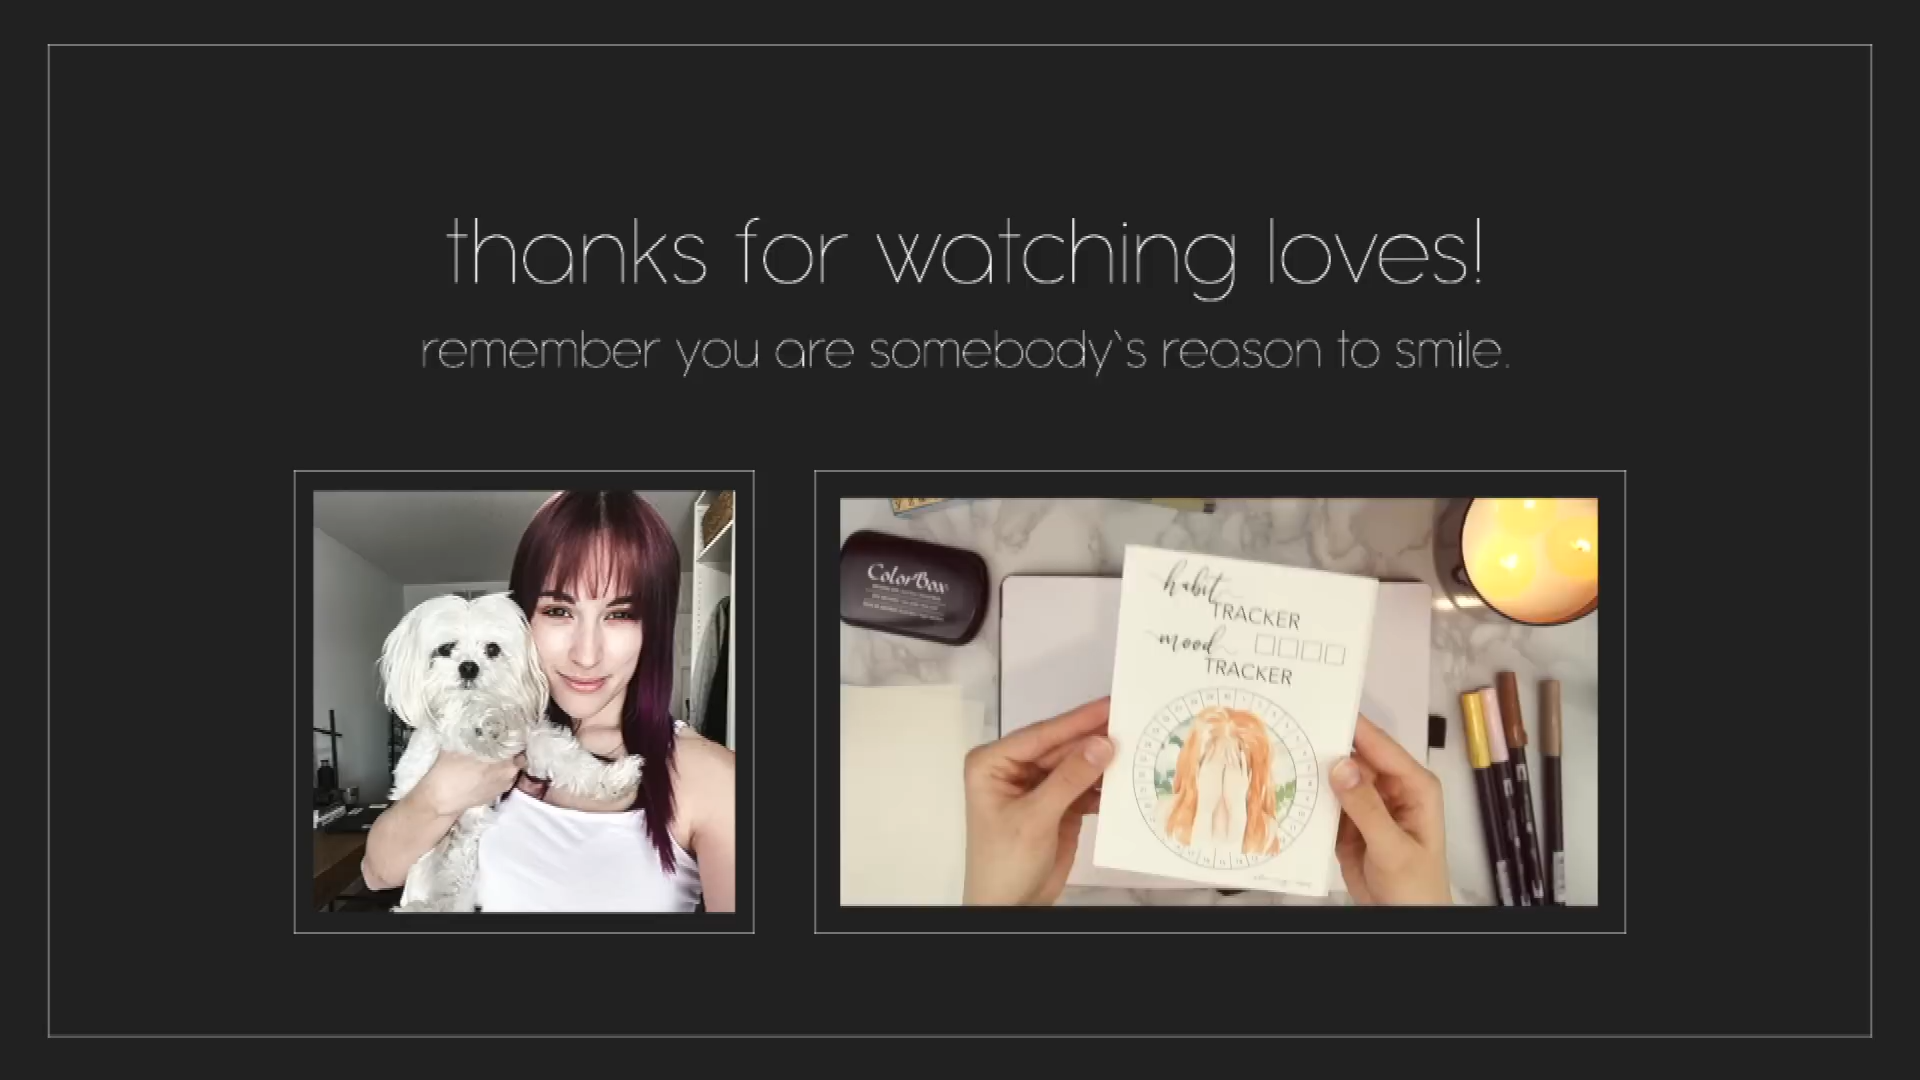 thanks for watching loves!
remember you are somebody`s reason to smile.
ColorBox
habit
TRACKER
mood
TRACKER